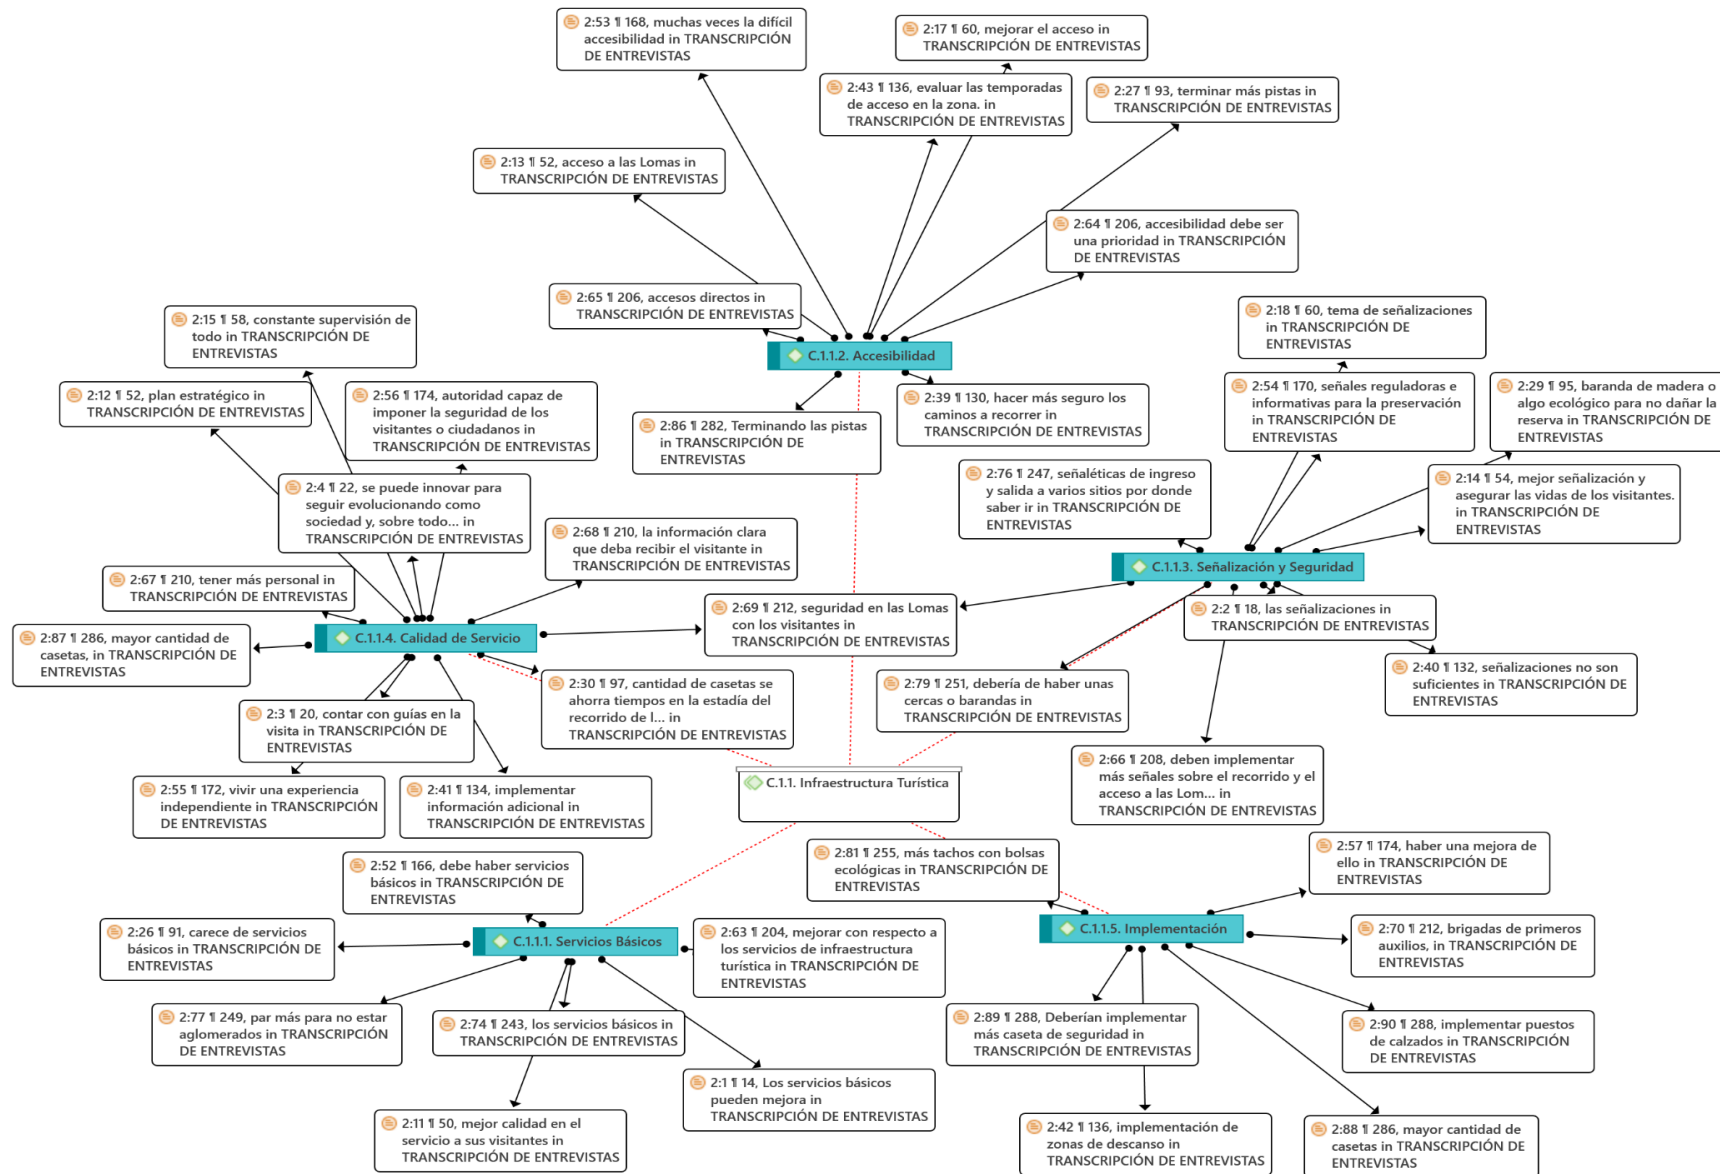 2:53 ¶ 168, muchas veces la difícil
accesibilidad in TRANSCRIPCIÓN
DE ENTREVISTAS
2:17 ¶ 60, mejorar el acceso in
TRANSCRIPCIÓN DE ENTREVISTAS
2:43 ¶ 136, evaluar las temporadas
de acceso en la zona. in
TRANSCRIPCIÓN DE ENTREVISTAS
2:27 ¶ 93, terminar más pistas in
TRANSCRIPCIÓN DE ENTREVISTAS
2:13 ¶ 52, acceso a las Lomas in
TRANSCRIPCIÓN DE ENTREVISTAS
2:64 ¶ 206, accesibilidad debe ser
una prioridad in TRANSCRIPCIÓN
DE ENTREVISTAS
2:65 ¶ 206, accesos directos in
TRANSCRIPCIÓN DE ENTREVISTAS
2:15 ¶ 58, constante supervisión de
todo in TRANSCRIPCIÓN DE
ENTREVISTAS
2:18 ¶ 60, tema de señalizaciones
in TRANSCRIPCIÓN DE
ENTREVISTAS
C.1.1.2. Accesibilidad
2:12 ¶ 52, plan estratégico in
TRANSCRIPCIÓN DE ENTREVISTAS
2:56 ¶ 174, autoridad capaz de
imponer la seguridad de los
visitantes o ciudadanos in
TRANSCRIPCIÓN DE ENTREVISTAS
2:86 ¶ 282, Terminando las pistas
in TRANSCRIPCIÓN DE
ENTREVISTAS
2:39 ¶ 130, hacer más seguro los
caminos a recorrer in
TRANSCRIPCIÓN DE ENTREVISTAS
2:54 ¶ 170, señales reguladoras e
informativas para la preservación
in TRANSCRIPCIÓN DE
ENTREVISTAS
2:29 ¶ 95, baranda de madera o
algo ecológico para no dañar la
reserva in TRANSCRIPCIÓN DE
ENTREVISTAS
2:4 ¶ 22, se puede innovar para
seguir evolucionando como
sociedad y, sobre todo... in
TRANSCRIPCIÓN DE ENTREVISTAS
2:76 ¶ 247, señaléticas de ingreso
y salida a varios sitios por donde
saber ir in TRANSCRIPCIÓN DE
ENTREVISTAS
2:14 ¶ 54, mejor señalización y
asegurar las vidas de los visitantes.
in TRANSCRIPCIÓN DE
ENTREVISTAS
2:68 ¶ 210, la información clara
que deba recibir el visitante in
TRANSCRIPCIÓN DE ENTREVISTAS
C.1.1.3. Señalización y Seguridad
2:67 ¶ 210, tener más personal in
TRANSCRIPCIÓN DE ENTREVISTAS
2:69 ¶ 212, seguridad en las Lomas
con los visitantes in
TRANSCRIPCIÓN DE ENTREVISTAS
2:2 ¶ 18, las señalizaciones in
TRANSCRIPCIÓN DE ENTREVISTAS
2:87 ¶ 286, mayor cantidad de
casetas, in TRANSCRIPCIÓN DE
ENTREVISTAS
C.1.1.4. Calidad de Servicio
2:40 ¶ 132, señalizaciones no son
suficientes in TRANSCRIPCIÓN DE
ENTREVISTAS
2:30 ¶ 97, cantidad de casetas se
ahorra tiempos en la estadía del
recorrido de l... in
TRANSCRIPCIÓN DE ENTREVISTAS
2:79 ¶ 251, debería de haber unas
cercas o barandas in
TRANSCRIPCIÓN DE ENTREVISTAS
2:3 ¶ 20, contar con guías en la
visita in TRANSCRIPCIÓN DE
ENTREVISTAS
2:66 ¶ 208, deben implementar
más señales sobre el recorrido y el
acceso a las Lom... in
TRANSCRIPCIÓN DE ENTREVISTAS
2:55 ¶ 172, vivir una experiencia
independiente in TRANSCRIPCIÓN
DE ENTREVISTAS
2:41 ¶ 134, implementar
información adicional in
TRANSCRIPCIÓN DE ENTREVISTAS
C.1.1. Infraestructura Turística
2:52 ¶ 166, debe haber servicios
básicos in TRANSCRIPCIÓN DE
ENTREVISTAS
2:81 ¶ 255, más tachos con bolsas
ecológicas in TRANSCRIPCIÓN DE
ENTREVISTAS
2:57 ¶ 174, haber una mejora de
ello in TRANSCRIPCIÓN DE
ENTREVISTAS
2:26 ¶ 91, carece de servicios
básicos in TRANSCRIPCIÓN DE
ENTREVISTAS
C.1.1.1. Servicios Básicos
2:63 ¶ 204, mejorar con respecto a
los servicios de infraestructura
turística in TRANSCRIPCIÓN DE
ENTREVISTAS
C.1.1.5. Implementación
2:70 ¶ 212, brigadas de primeros
auxilios, in TRANSCRIPCIÓN DE
ENTREVISTAS
2:77 ¶ 249, par más para no estar
aglomerados in TRANSCRIPCIÓN
DE ENTREVISTAS
2:74 ¶ 243, los servicios básicos in
TRANSCRIPCIÓN DE ENTREVISTAS
2:89 ¶ 288, Deberían implementar
más caseta de seguridad in
TRANSCRIPCIÓN DE ENTREVISTAS
2:90 ¶ 288, implementar puestos
de calzados in TRANSCRIPCIÓN
DE ENTREVISTAS
2:1 ¶ 14, Los servicios básicos
pueden mejora in
TRANSCRIPCIÓN DE ENTREVISTAS
2:11 ¶ 50, mejor calidad en el
servicio a sus visitantes in
TRANSCRIPCIÓN DE ENTREVISTAS
2:42 ¶ 136, implementación de
zonas de descanso in
TRANSCRIPCIÓN DE ENTREVISTAS
2:88 ¶ 286, mayor cantidad de
casetas in TRANSCRIPCIÓN DE
ENTREVISTAS